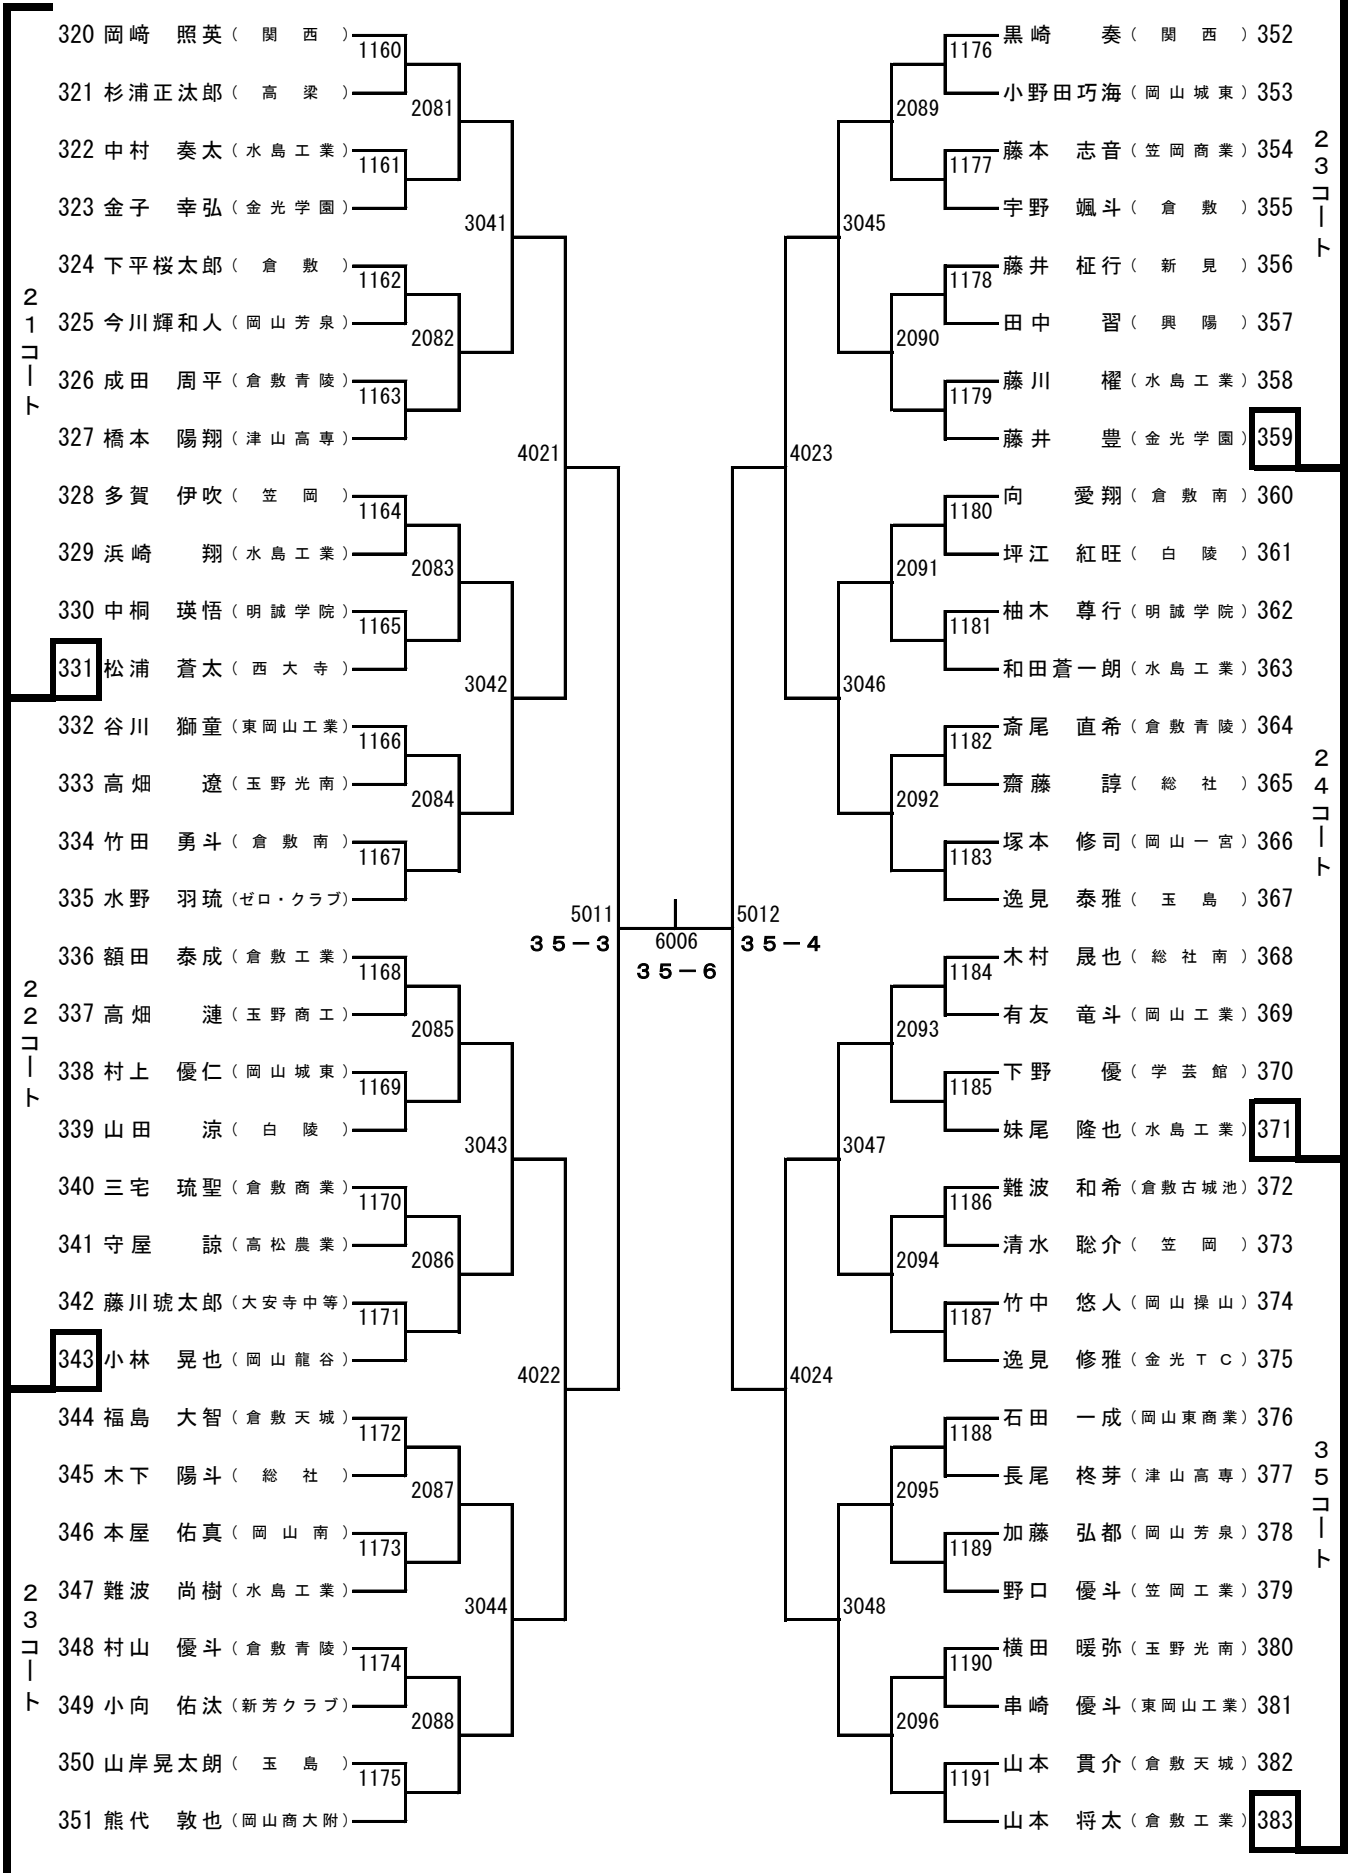 320 岡﨑 照英 (関西)
321 杉浦正汰郎 (高梁)
322 中村 奏太 (水島工業)
323 金子 幸弘 (金光学園)
324 下平桜太郎 (倉敷)
325 今川輝和人 (岡山芳泉)
326 成田 周平 (倉敷青陵)
327 橋本 陽翔 (津山高専)
328 多賀 伊吹 (笠岡)
329 浜崎 翔 (水島工業)
330 中桐 瑛悟 (明誠学院)
331 松浦 蒼太 (西大寺)
332 谷川 獅童 (東岡山工業)
333 高畑 遼 (玉野光南)
334 竹田 勇斗 (倉敷南)
335 水野 羽琉 (ゼロ・クラブ)
336 額田 泰成 (倉敷工業)
337 高畑 漣 (玉野商工)
338 村上 優仁 (岡山城東)
339 山田 涼 (白陵)
340 三宅 琉聖 (倉敷商業)
341 守屋 諒 (高松農業)
342 藤川琥太郎 (大安寺中等)
343 小林 晃也 (岡山龍谷)
344 福島 大智 (倉敷天城)
345 木下 陽斗 (総社)
346 本屋 佑真 (岡山南)
347 難波 尚樹 (水島工業)
348 村山 優斗 (倉敷青陵)
349 小向 佑汰 (新芳クラブ)
350 山岸晃太朗 (玉島)
351 熊代 敦也 (岡山商大附)
21コート
22コート
23コート
1160
1161
1162
1163
1164
1165
1166
1167
1168
1169
1170
1171
1172
1173
1174
1175
2081
2082
2083
2084
2085
2086
2087
2088
3041
3042
3043
3044
4021
4022
5011
35-3
6006
35-6
5012
35-4
4023
4024
3045
3046
3047
3048
2089
2090
2091
2092
2093
2094
2095
2096
1176
1177
1178
1179
1180
1181
1182
1183
1184
1185
1186
1187
1188
1189
1190
1191
黒崎 奏 (関西) 352
小野田巧海 (岡山城東) 353
藤本 志音 (笠岡商業) 354
宇野 颯斗 (倉敷) 355
藤井 柾行 (新見) 356
田中 習 (興陽) 357
藤川 櫂 (水島工業) 358
藤井 豊 (金光学園) 359
向 愛翔 (倉敷南) 360
坪江 紅旺 (白陵) 361
柚木 尊行 (明誠学院) 362
和田蒼一朗 (水島工業) 363
斎尾 直希 (倉敷青陵) 364
齋藤 諄 (総社) 365
塚本 修司 (岡山一宮) 366
逸見 泰雅 (玉島) 367
木村 晟也 (総社南) 368
有友 竜斗 (岡山工業) 369
下野 優 (学芸館) 370
妹尾 隆也 (水島工業) 371
難波 和希 (倉敷古城池) 372
清水 聡介 (笠岡) 373
竹中 悠人 (岡山操山) 374
逸見 修雅 (金光TC) 375
石田 一成 (岡山東商業) 376
長尾 柊芽 (津山高専) 377
加藤 弘都 (岡山芳泉) 378
野口 優斗 (笠岡工業) 379
横田 暖弥 (玉野光南) 380
串崎 優斗 (東岡山工業) 381
山本 貫介 (倉敷天城) 382
山本 将太 (倉敷工業) 383
23コート
24コート
35コート